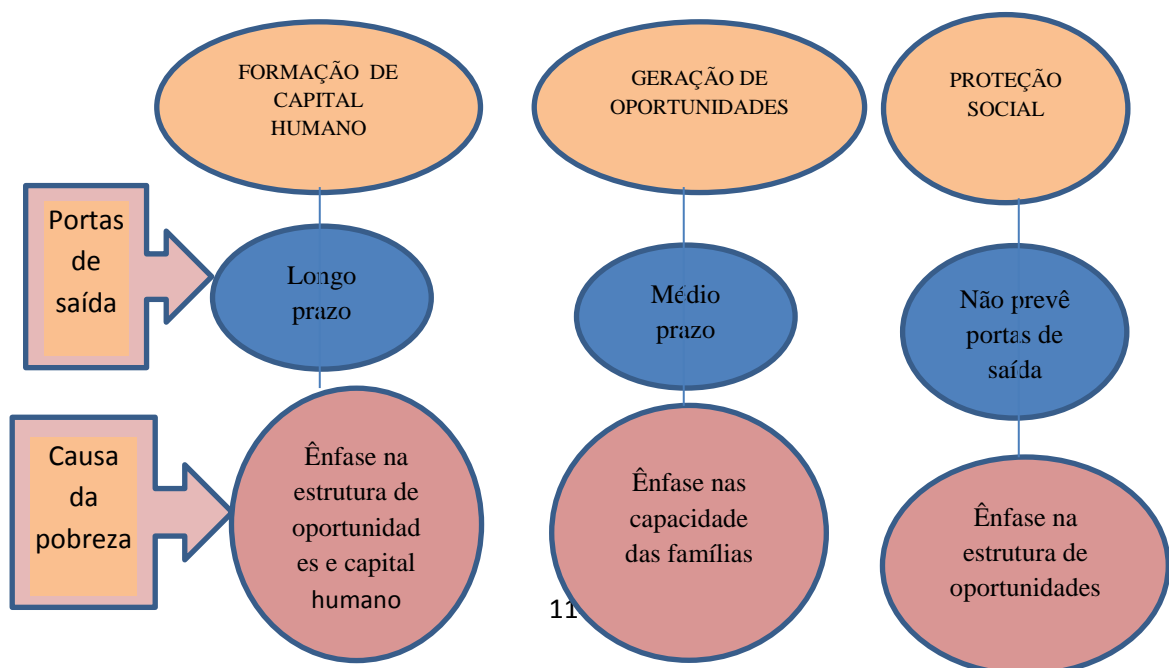 FORMAÇÃO DE
CAPITAL
HUMANO
GERAÇÃO DE
OPORTUNIDADES
PROTEÇÃO
SOCIAL
Portas
de
saída
Longo
prazo
Médio
prazo
Não prevê
portas de
saída
Causa
da
pobreza
Ênfase na
estrutura de
oportunidad
es e capital
humano
Ênfase nas
capacidade
das famílias
Ênfase na
estrutura de
oportunidades
11